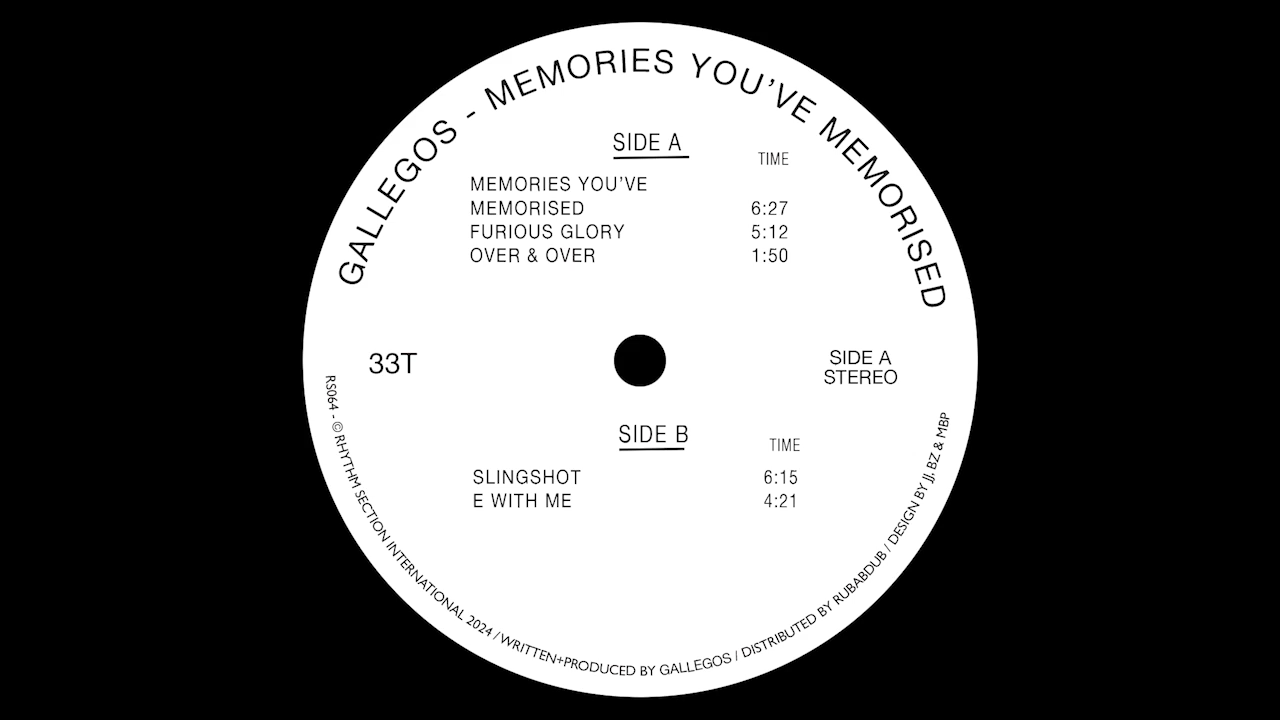 GALLEGOS - MEMORIES YOU'VE MEMORISED
SIDE A
TIME
MEMORIES YOU'VE
MEMORISED 6:27
FURIOUS GLORY 5:12
OVER & OVER 1:50
33T
SIDE A
STEREO
SIDE B
TIME
SLINGSHOT 6:15
E WITH ME 4:21
RS064 - © RHYTHM SECTION INTERNATIONAL 2024 / WRITTEN+PRODUCED BY GALLEGOS / DISTRIBUTED BY RUBABDUB / DESIGN BY JJ, BZ & MBP